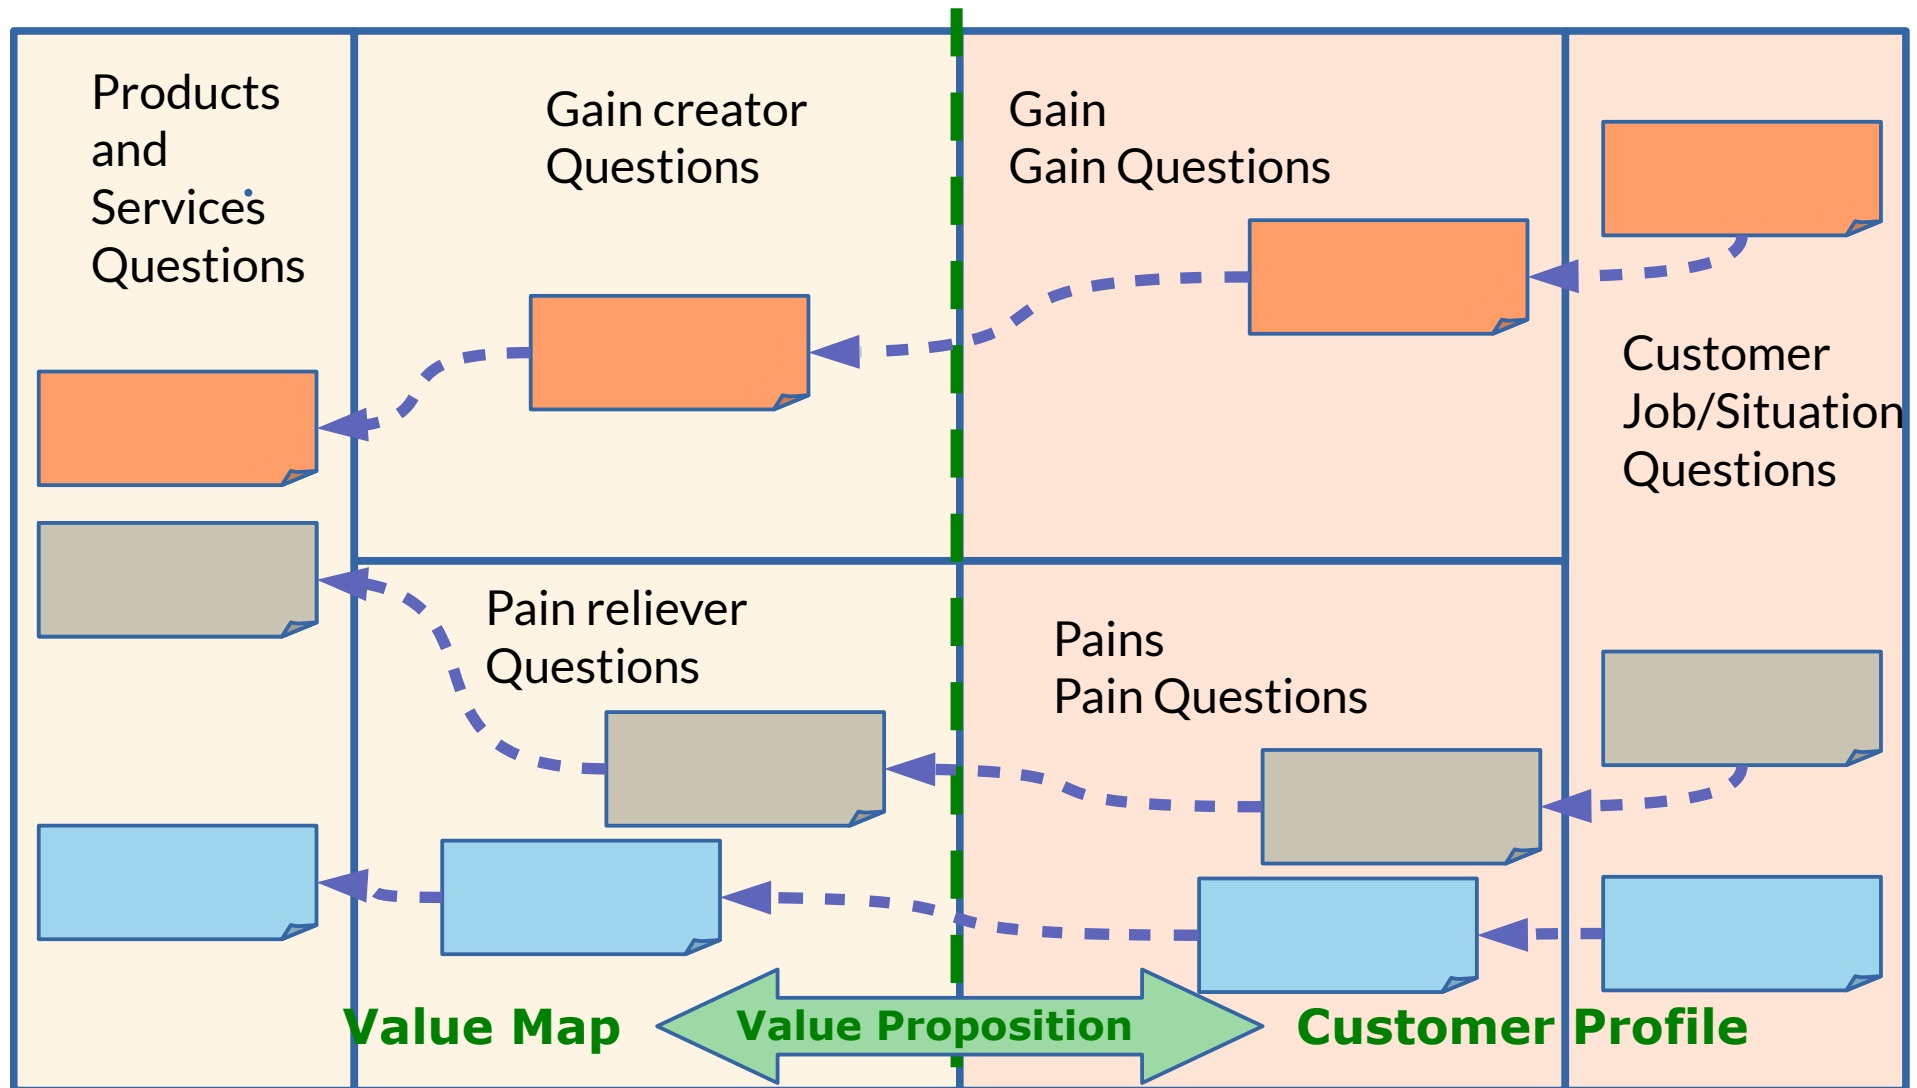 Products
and
Services
Questions
Gain creator
Questions
Gain
Gain Questions
Customer
Job/Situation
Questions
Pain reliever
Questions
Pains
Pain Questions
Value Map
Value Proposition
Customer Profile